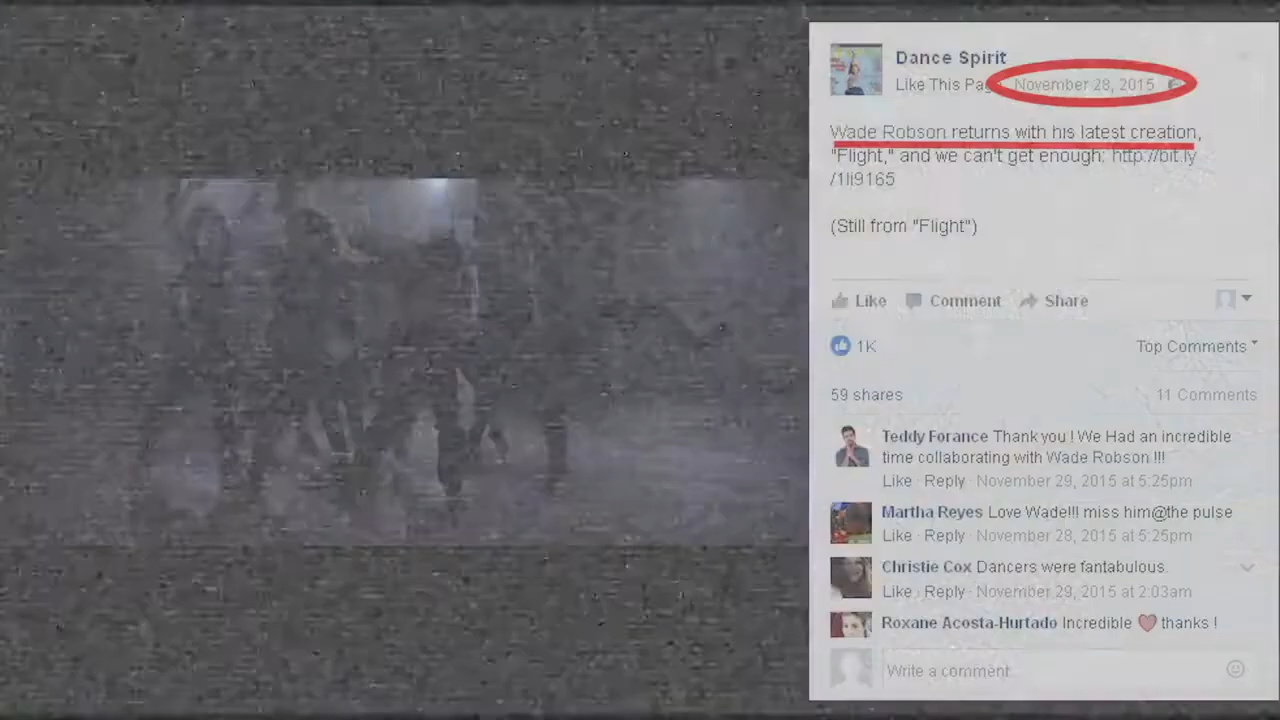 Dance Spirit
Like This Page November 28, 2015
Wade Robson returns with his latest creation,
"Flight," and we can't get enough: http://bit.ly
/1li9165
(Still from "Flight")
Like Comment Share
1K Top Comments
59 shares 11 Comments
Teddy Forance Thank you ! We Had an incredible
time collaborating with Wade Robson !!!
Like · Reply · November 29, 2015 at 5:25pm
Martha Reyes Love Wade!!! miss him@the pulse
Like · Reply · November 28, 2015 at 5:25pm
Christie Cox Dancers were fantabulous.
Like · Reply · November 29, 2015 at 2:03am
Roxane Acosta-Hurtado Incredible ❤ thanks !
Write a comment